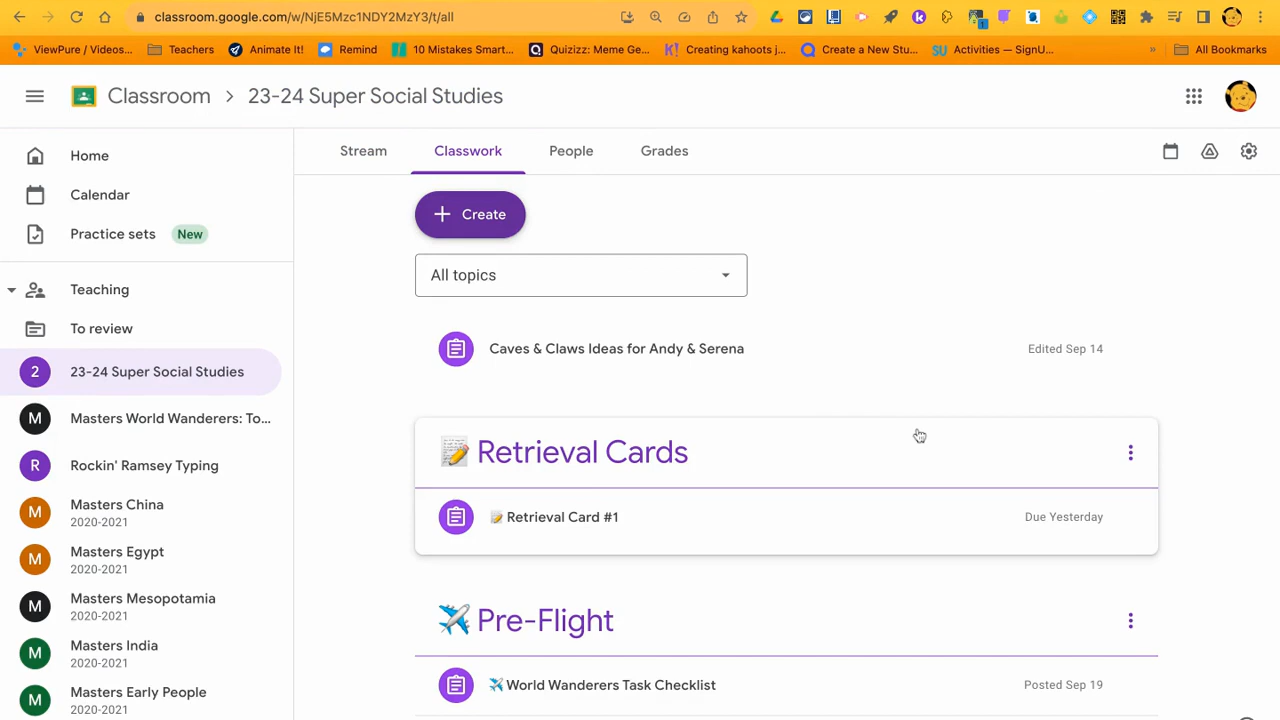 classroom.google.com/w/NjE5Mzc1NDY2MzY3/t/all
1
ViewPure / Videos...
Teachers
Animate It!
Remind
10 Mistakes Smart...
Quizizz: Meme Ge...
Creating kahoots j...
Create a New Stu...
SU
Activities — SignU...
»
All Bookmarks
Classroom > 23-24 Super Social Studies
Home
Calendar
Practice sets New
Teaching
To review
2 23-24 Super Social Studies
M Masters World Wanderers: To...
R Rockin' Ramsey Typing
M Masters China
2020-2021
M Masters Egypt
2020-2021
M Masters Mesopotamia
2020-2021
M Masters India
2020-2021
M Masters Early People
2020-2021
Stream
Classwork
People
Grades
+ Create
All topics
Caves & Claws Ideas for Andy & Serena Edited Sep 14
📝 Retrieval Cards
📝 Retrieval Card #1 Due Yesterday
✈️ Pre-Flight
✈️ World Wanderers Task Checklist Posted Sep 19